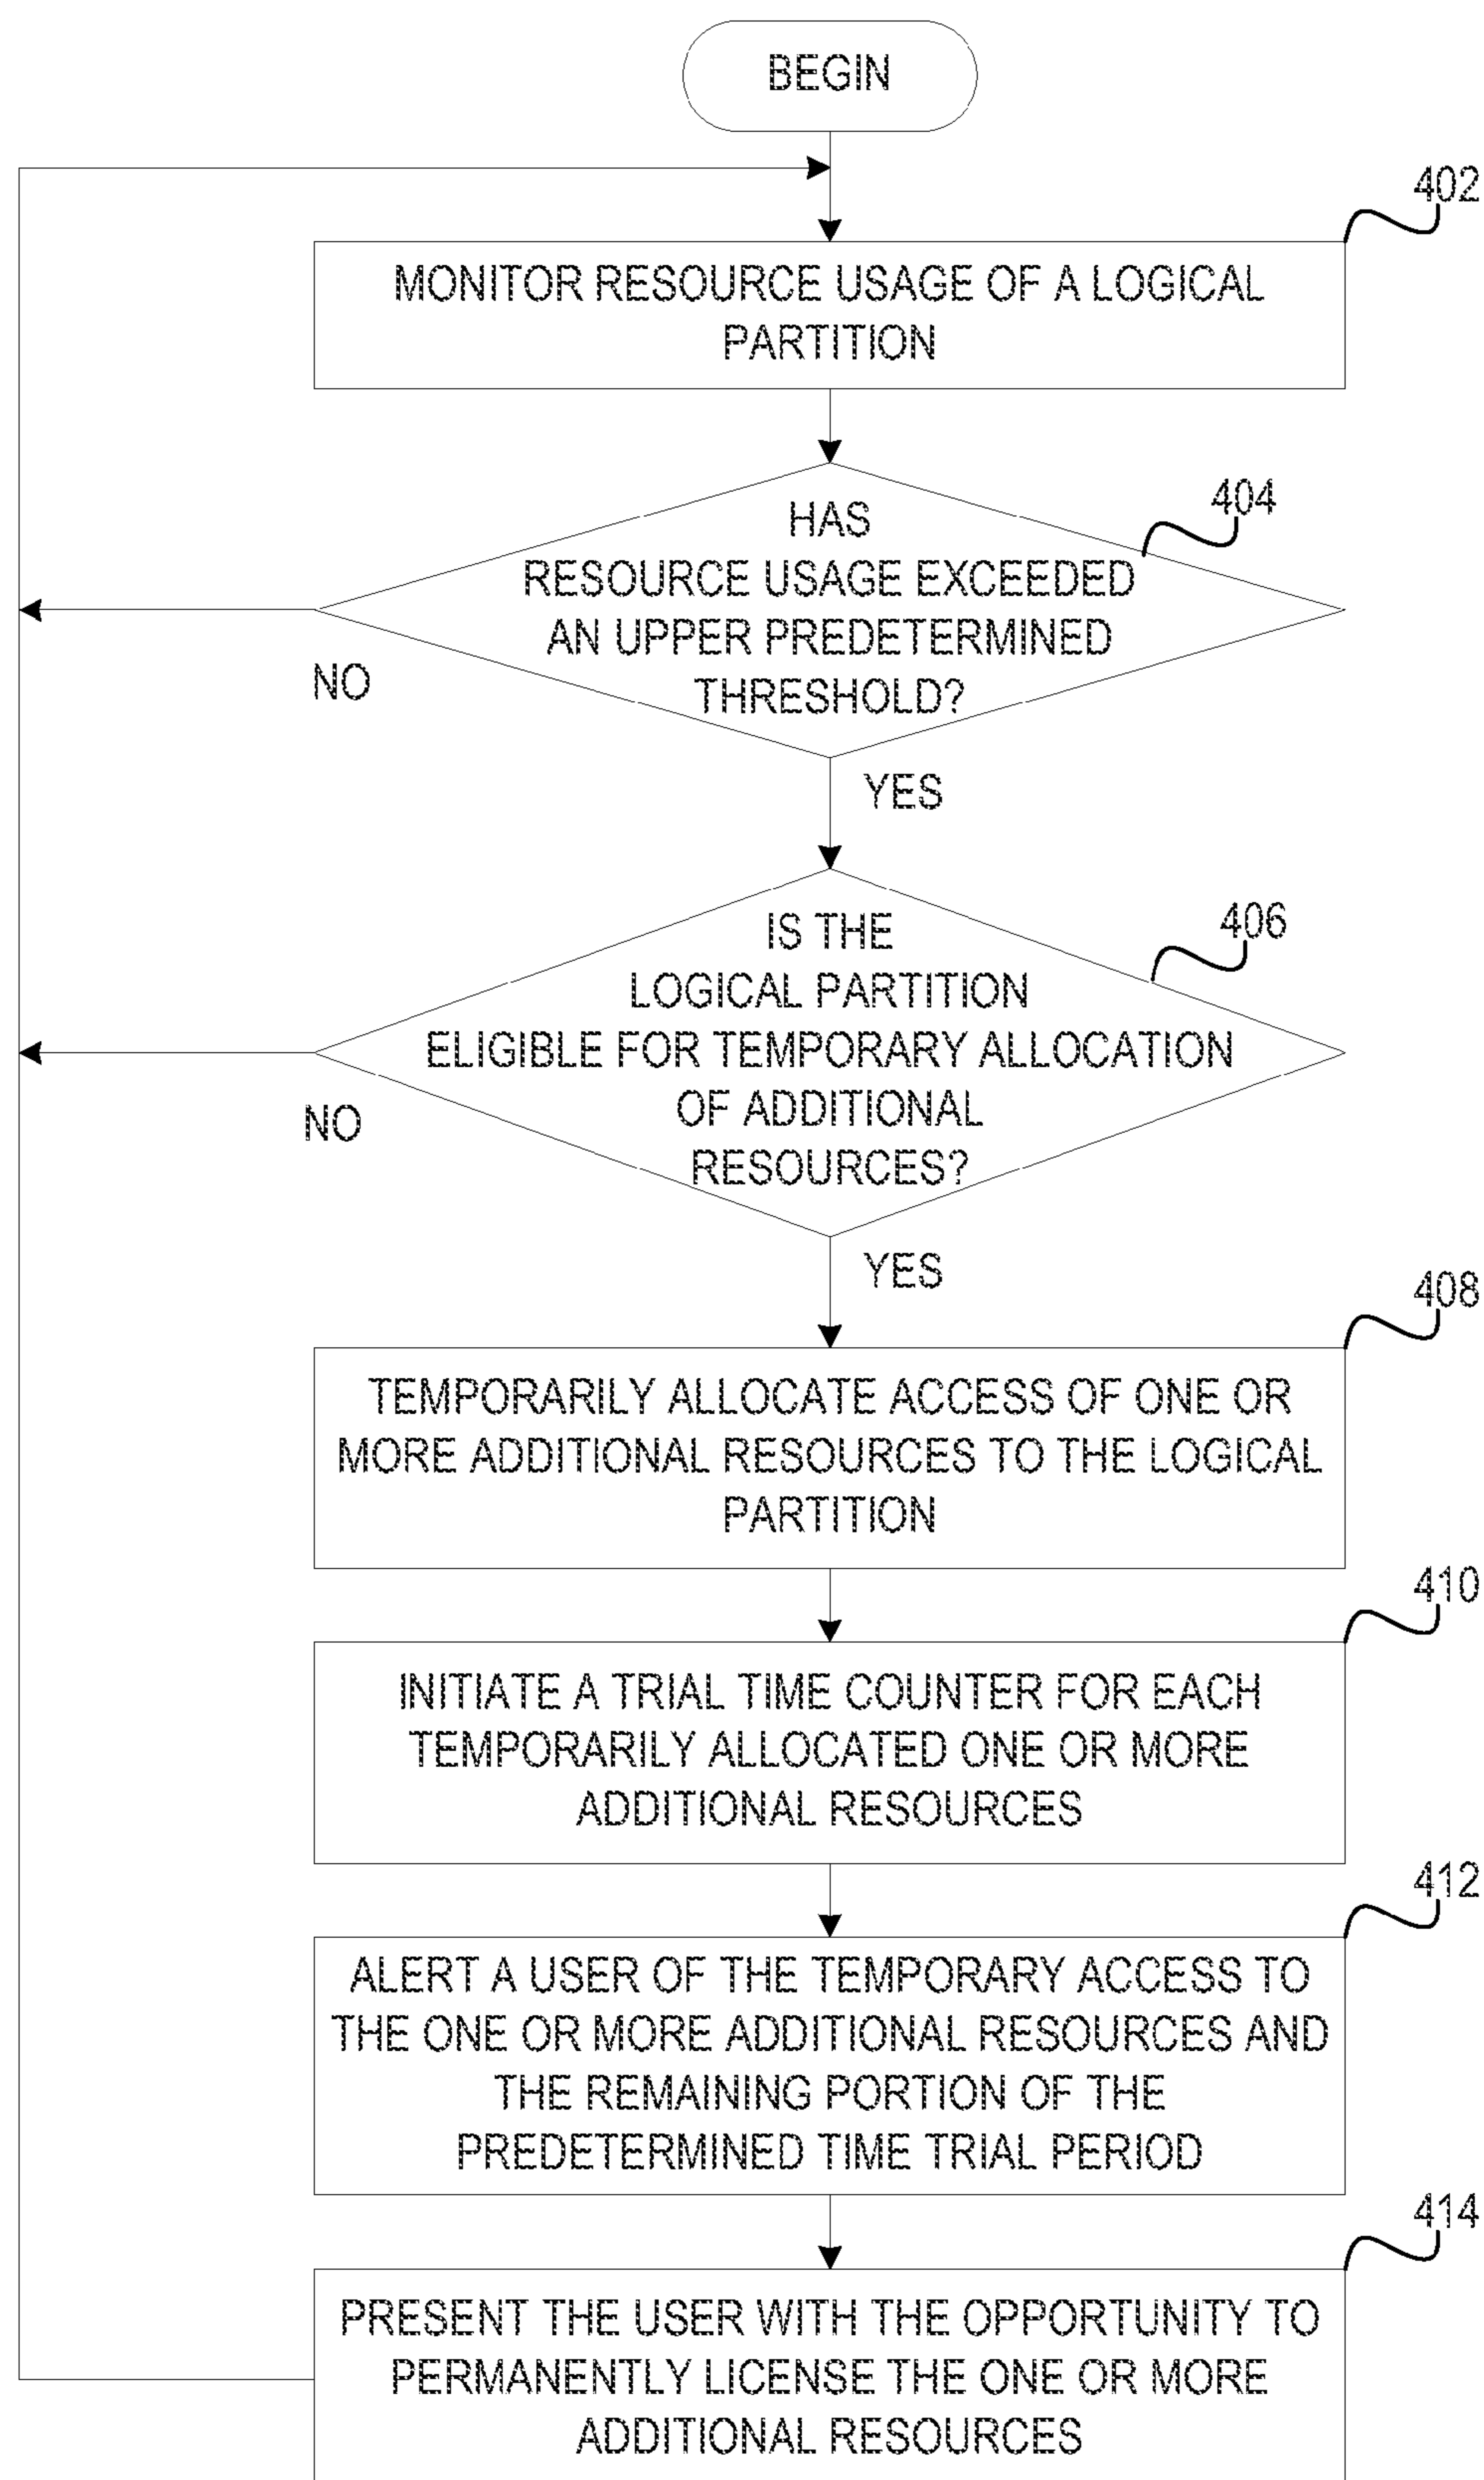 BEGIN
402
MONITOR RESOURCE USAGE OF A LOGICAL
PARTITION
404
HAS
RESOURCE USAGE EXCEEDED
AN UPPER PREDETERMINED
THRESHOLD?
NO
YES
406
IS THE
LOGICAL PARTITION
ELIGIBLE FOR TEMPORARY ALLOCATION
OF ADDITIONAL
RESOURCES?
NO
YES
408
TEMPORARILY ALLOCATE ACCESS OF ONE OR
MORE ADDITIONAL RESOURCES TO THE LOGICAL
PARTITION
410
INITIATE A TRIAL TIME COUNTER FOR EACH
TEMPORARILY ALLOCATED ONE OR MORE
ADDITIONAL RESOURCES
412
ALERT A USER OF THE TEMPORARY ACCESS TO
THE ONE OR MORE ADDITIONAL RESOURCES AND
THE REMAINING PORTION OF THE
PREDETERMINED TIME TRIAL PERIOD
414
PRESENT THE USER WITH THE OPPORTUNITY TO
PERMANENTLY LICENSE THE ONE OR MORE
ADDITIONAL RESOURCES